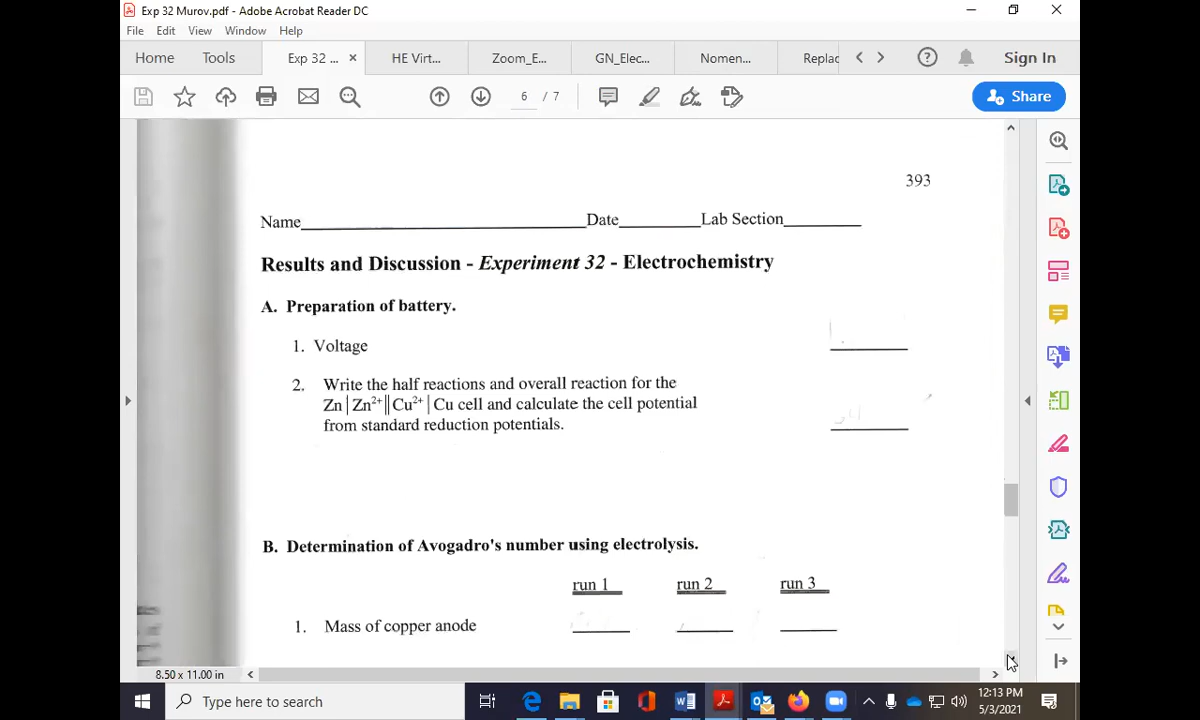 Exp 32 Murov.pdf - Adobe Acrobat Reader DC
File Edit View Window Help
Home Tools Exp 32 ... × HE Virt... Zoom_E... GN_Elec... Nomen... Replac Sign In
6 / 7 Share
393
Name Date Lab Section
Results and Discussion - Experiment 32 - Electrochemistry
A. Preparation of battery.
1. Voltage
2. Write the half reactions and overall reaction for the
Zn|Zn²⁺||Cu²⁺|Cu cell and calculate the cell potential
from standard reduction potentials.
B. Determination of Avogadro's number using electrolysis.
run 1 run 2 run 3
1. Mass of copper anode
8.50 x 11.00 in
Type here to search
12:13 PM
5/3/2021